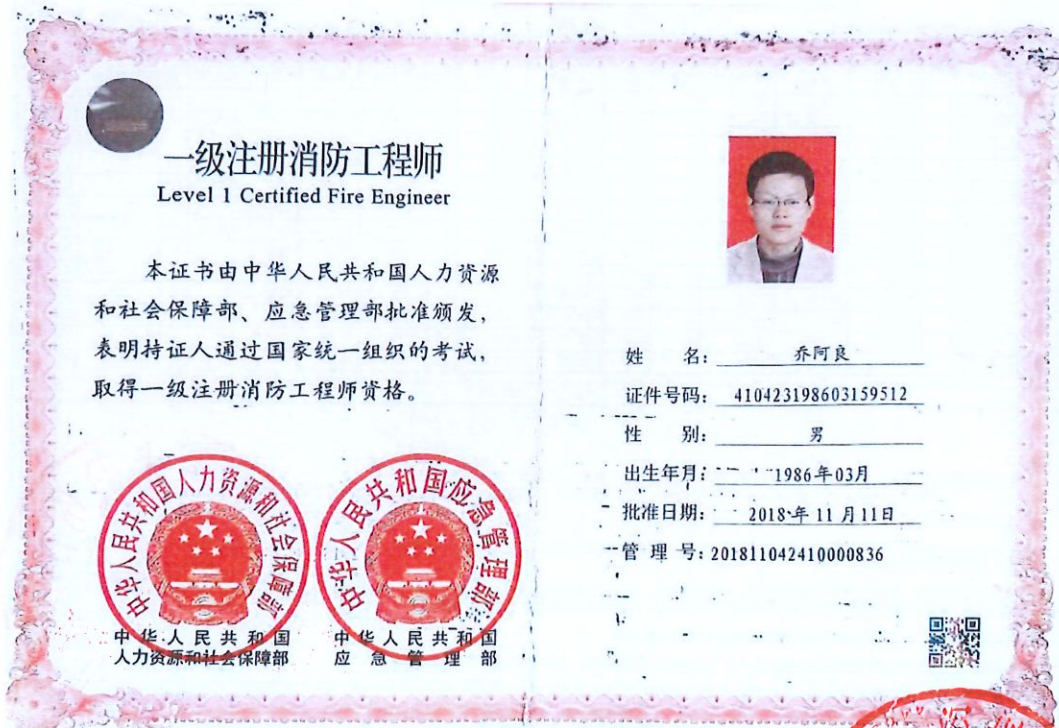 一级注册消防工程师
Level 1 Certified Fire Engineer
本证书由中华人民共和国人力资源
和社会保障部、应急管理部批准颁发，
表明持证人通过国家统一组织的考试，
取得一级注册消防工程师资格。
中华人民共和国人力资源和社会保障部
中华人民共和国应急管理部
中华人民共和国
人力资源和社会保障部
中华人民共和国
应急管理部
姓 名： 乔阿良
证件号码： 410423198603159512
性 别： 男
出生年月： 1986年03月
批准日期： 2018年11月11日
管 理 号：201811042410000836